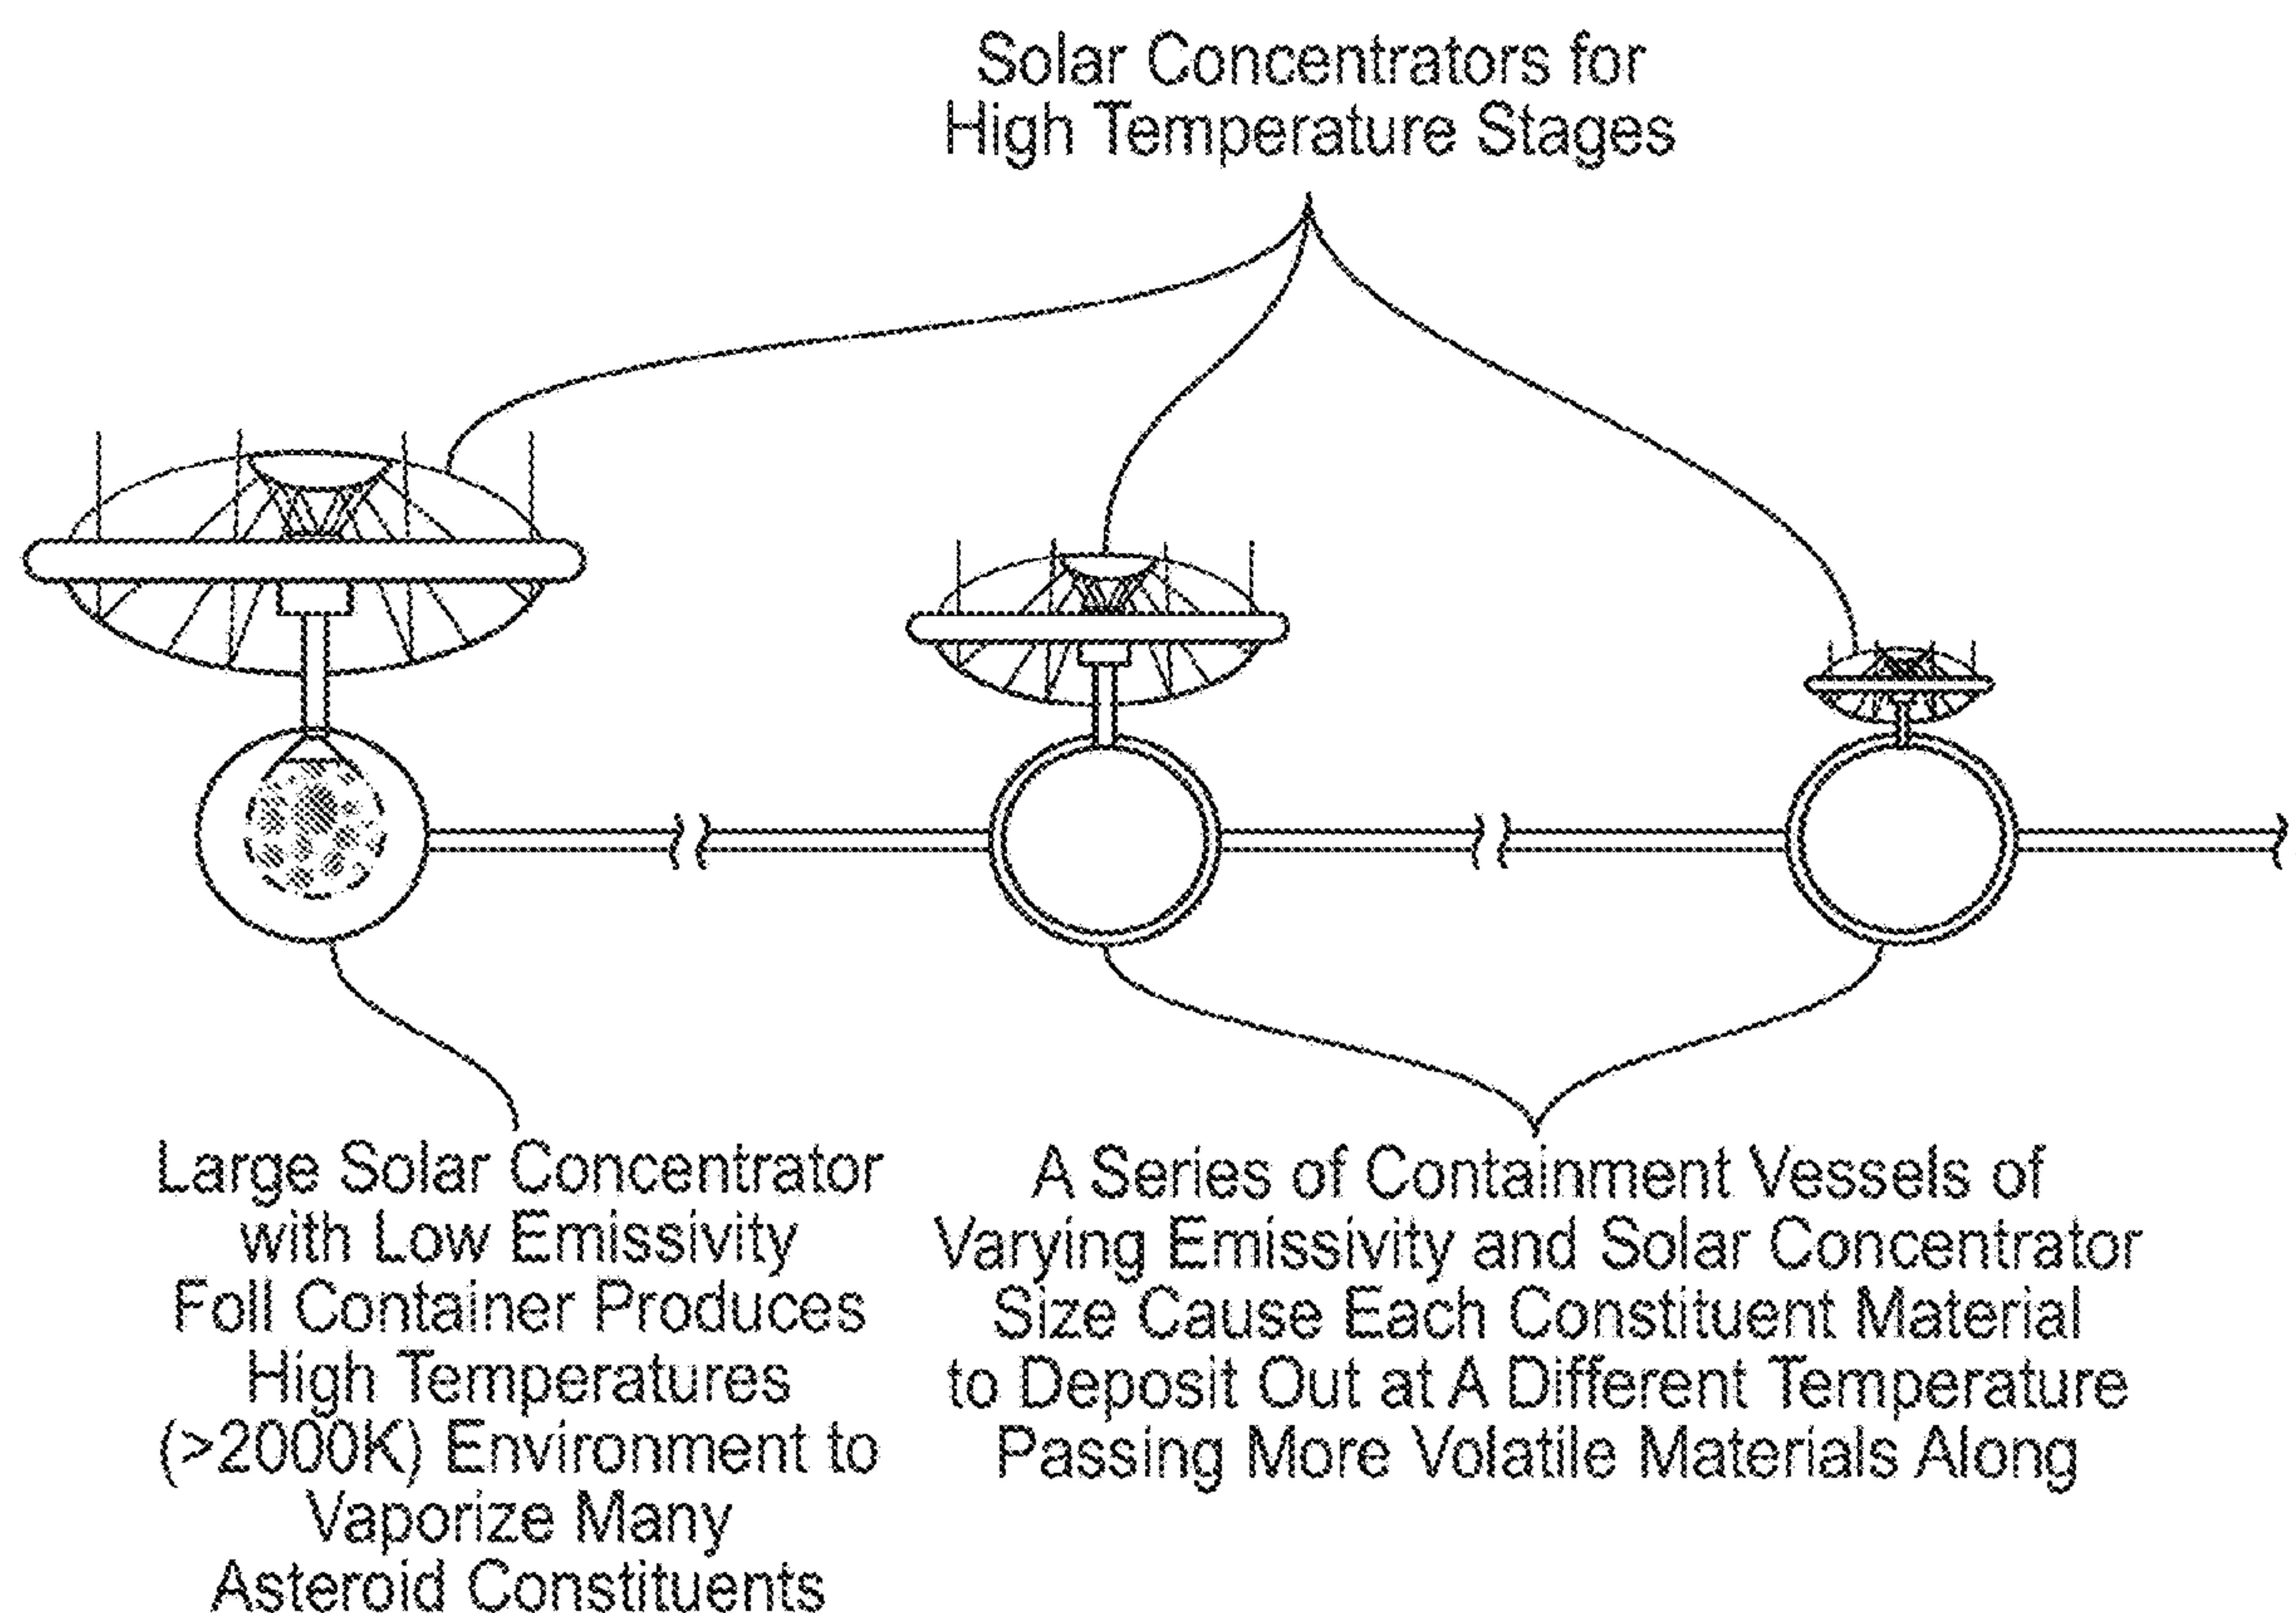 Solar Concentrators for
High Temperature Stages
Large Solar Concentrator
with Low Emissivity
Foll Container Produces
High Temperatures
(>2000K) Environment to
Vaporize Many
Asteroid Constituents
A Series of Containment Vessels of
Varying Emissivity and Solar Concentrator
Size Cause Each Constituent Material
to Deposit Out at A Different Temperature
Passing More Volatile Materials Along